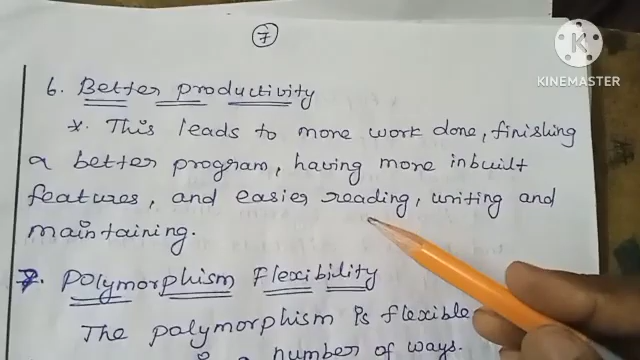 7
K
KINEMASTER
6. Better productivity
* This leads to more work done, finishing
a better program, having more inbuilt
features, and easier reading, writing and
maintaining.
7. Polymorphism Flexibility
The polymorphism is flexible
a number of ways.